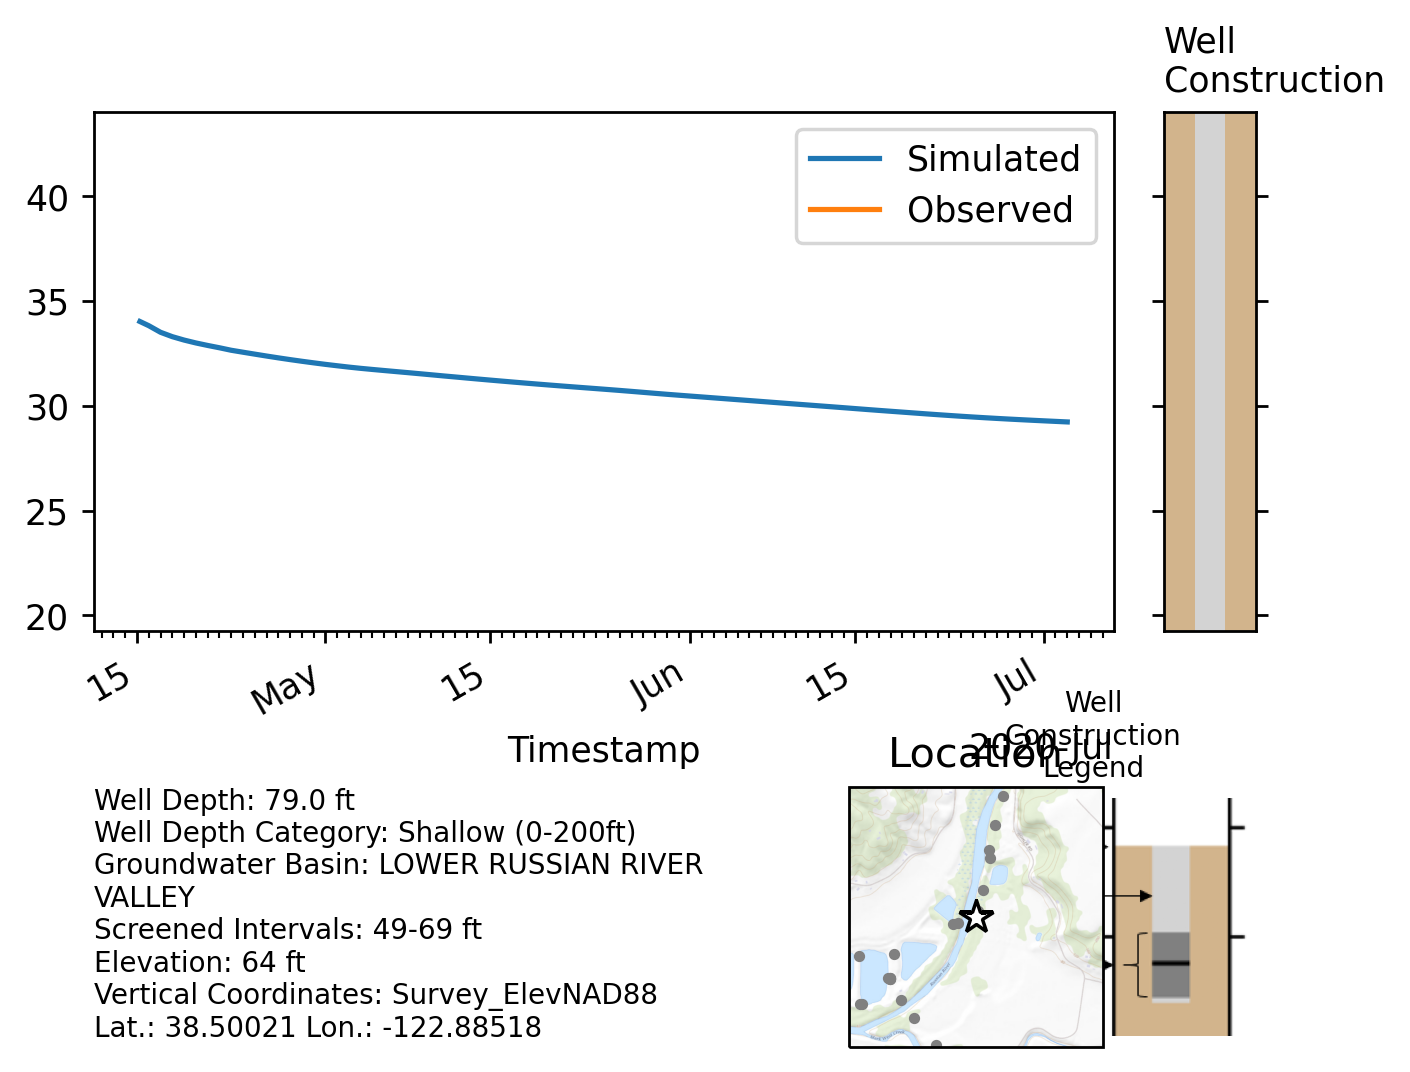 Well
Construction
Simulated
Observed
40
35
30
25
20
15
May
15
Jun
15
Jul
Timestamp
2020-Jul
Well
Construction
Legend
Location
Well Depth: 79.0 ft
Well Depth Category: Shallow (0-200ft)
Groundwater Basin: LOWER RUSSIAN RIVER
VALLEY
Screened Intervals: 49-69 ft
Elevation: 64 ft
Vertical Coordinates: Survey_ElevNAD88
Lat.: 38.50021 Lon.: -122.88518